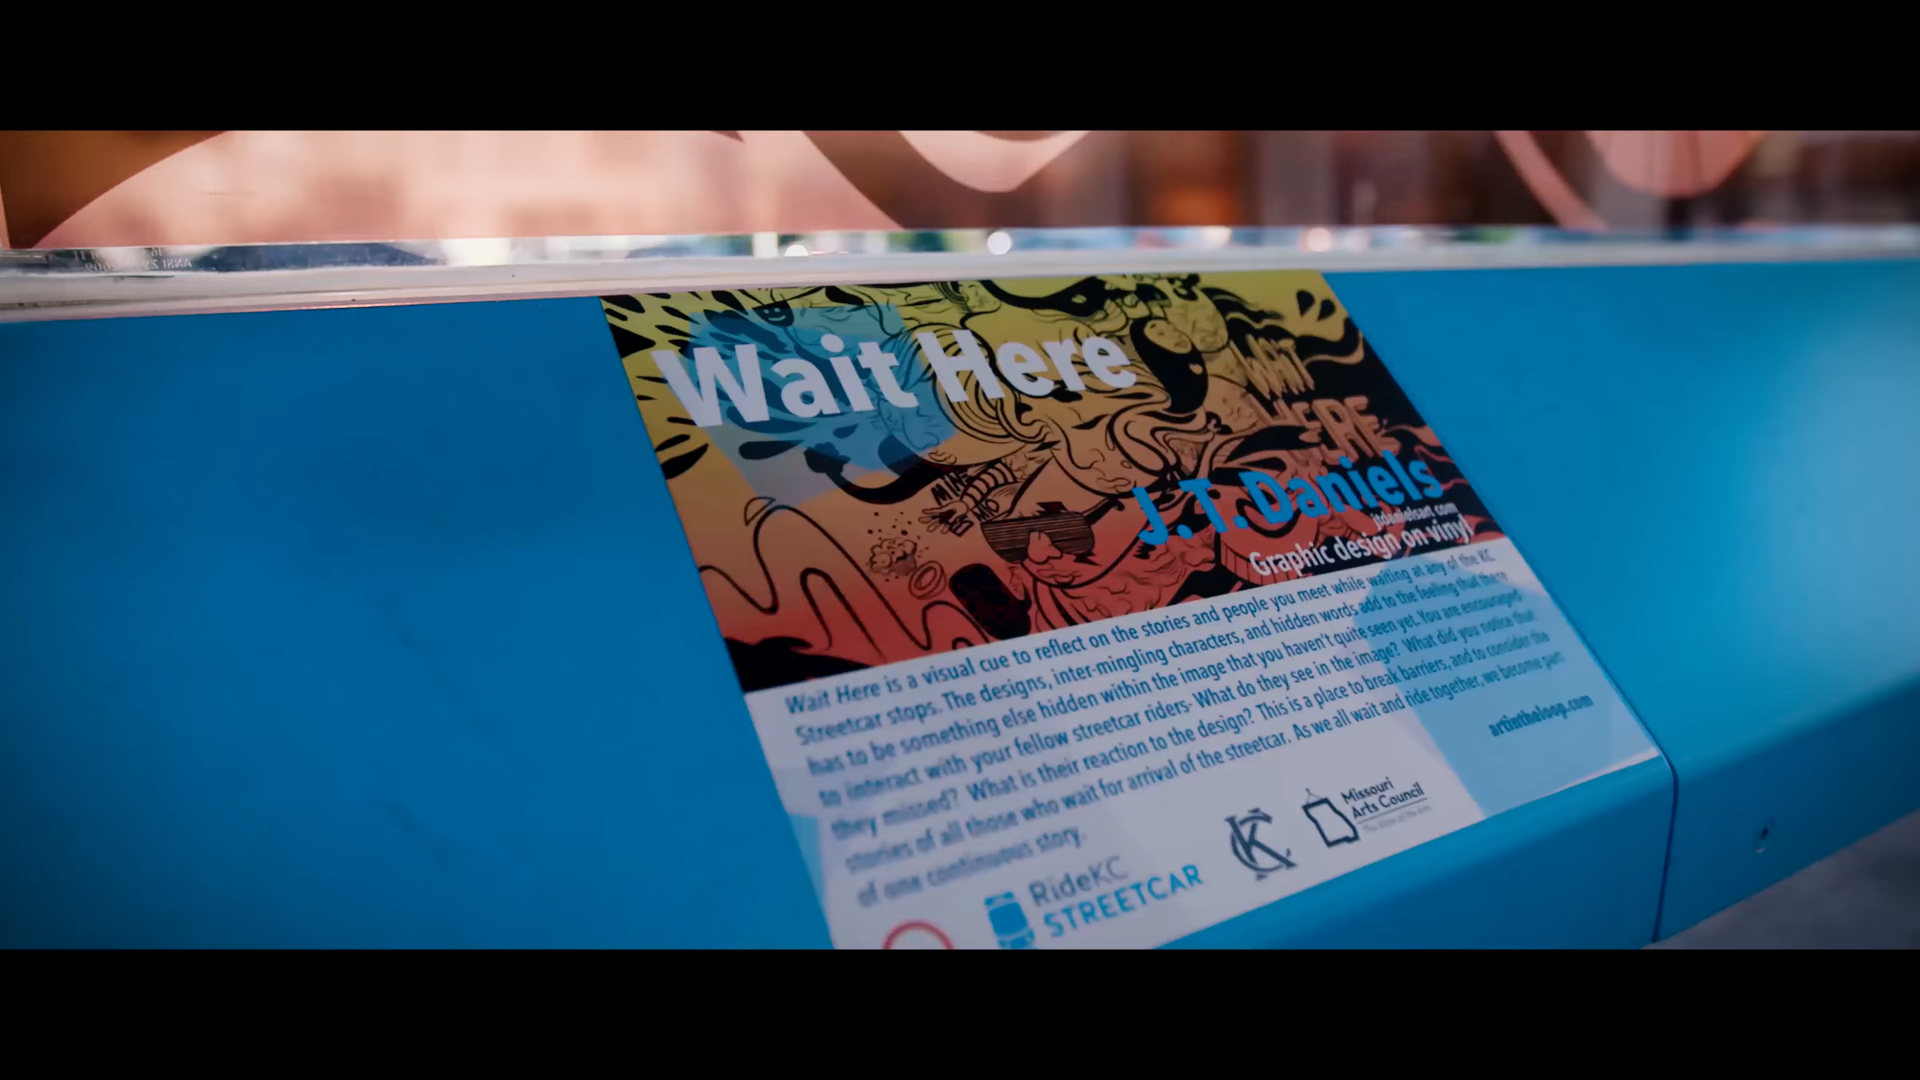 Wait Here
WAIT
HERE
MINE
J.T. Daniels
jtdanielsart.com
Graphic design on vinyl
Wait Here is a visual cue to reflect on the stories and people you meet while waiting at any of the KC
Streetcar stops. The designs, inter-mingling characters, and hidden words add to the feeling that there
has to be something else hidden within the image that you haven't quite seen yet. You are encouraged
to interact with your fellow streetcar riders- What do they see in the image? What did you notice that
they missed? What is their reaction to the design? This is a place to break barriers, and to consider the
stories of all those who wait for arrival of the streetcar. As we all wait and ride together, we become part
of one continuous story.
artintheloop.com
RideKC
STREETCAR
KC
Missouri
Arts Council